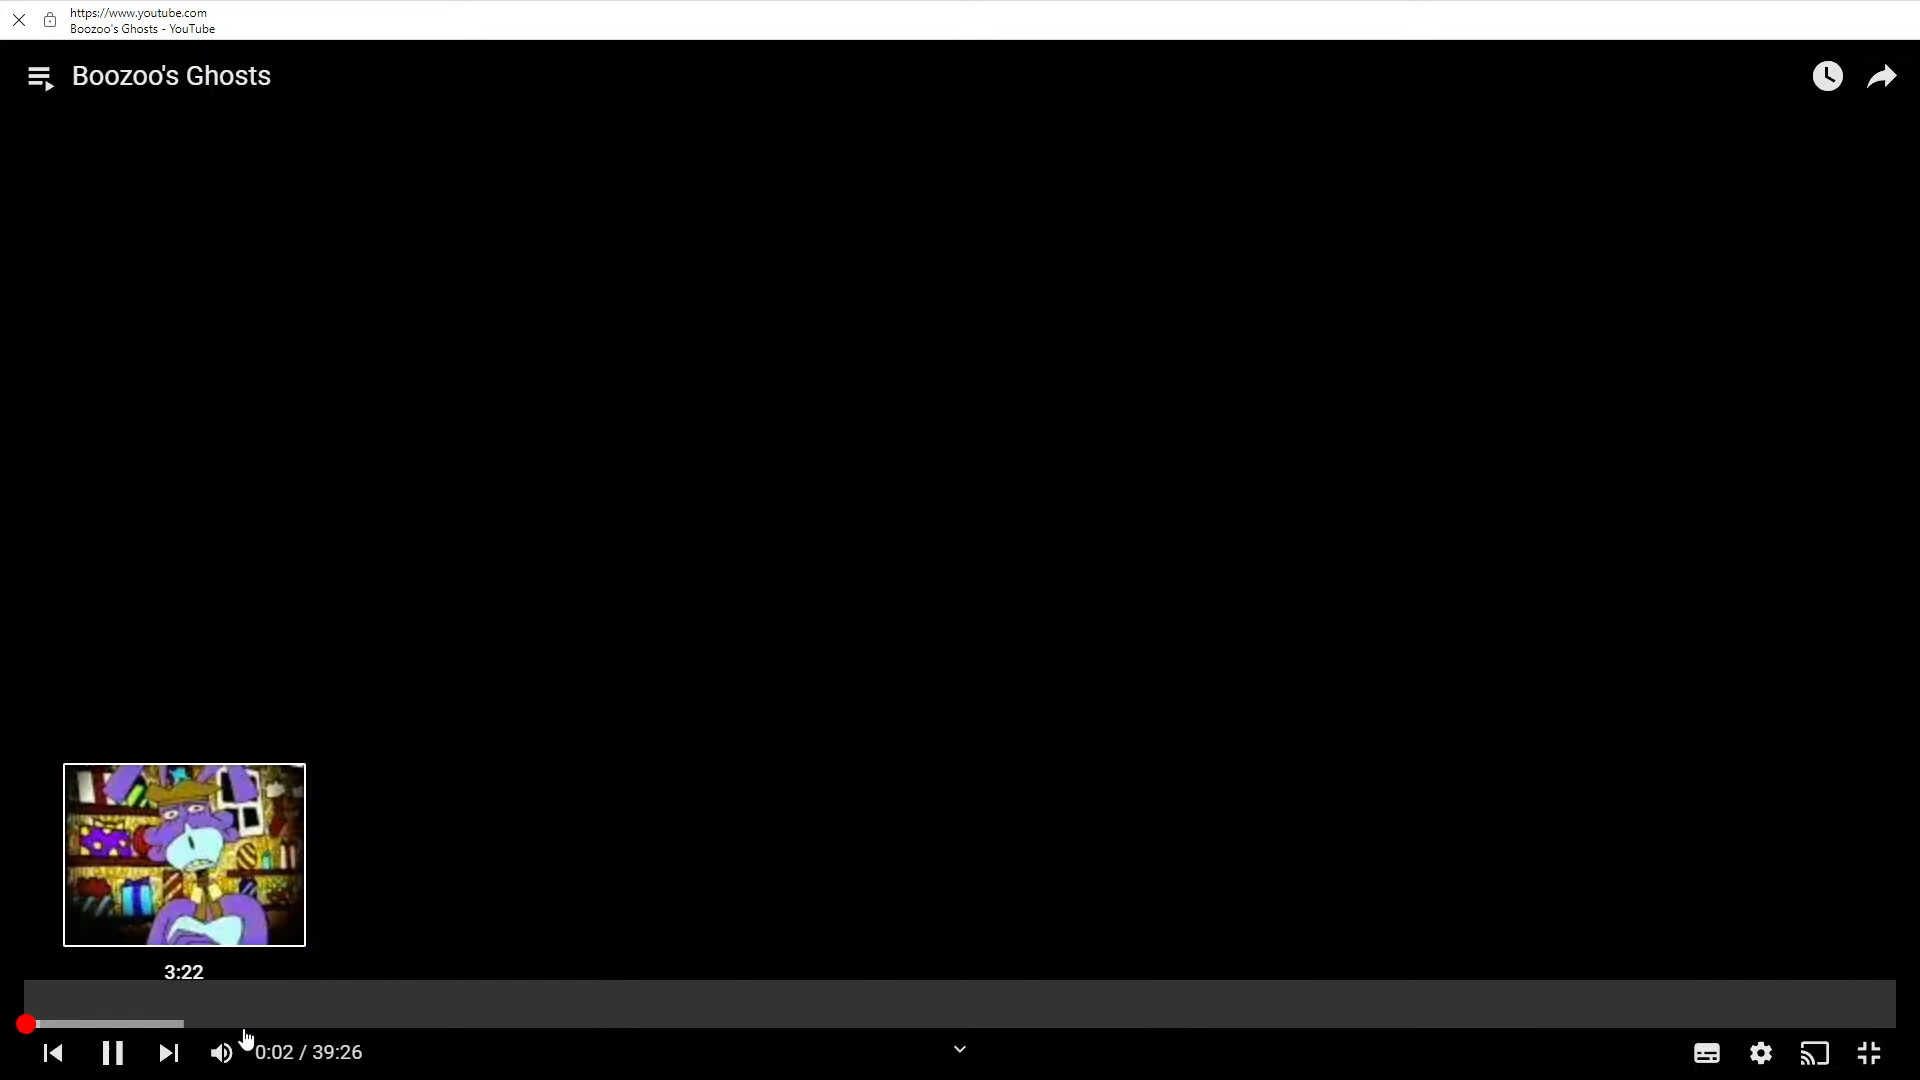 https://www.youtube.com
Boozoo's Ghosts - YouTube
Boozoo's Ghosts
3:22
0:02 / 39:26